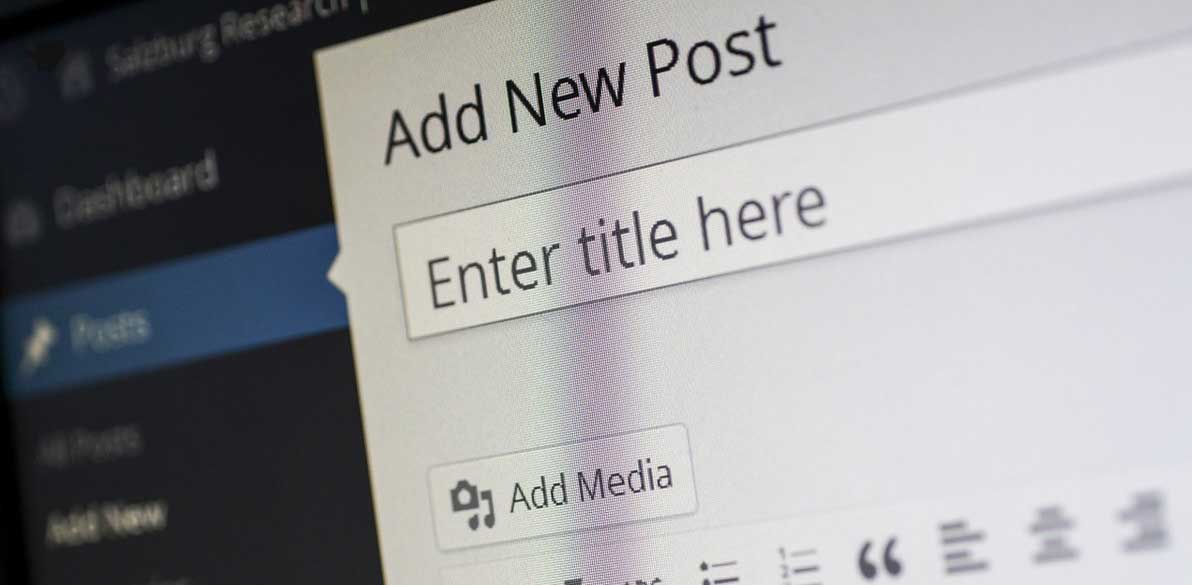 Salzburg Research
Dashboard
Posts
All Posts
Add New
Add New Post
Enter title here
Add Media